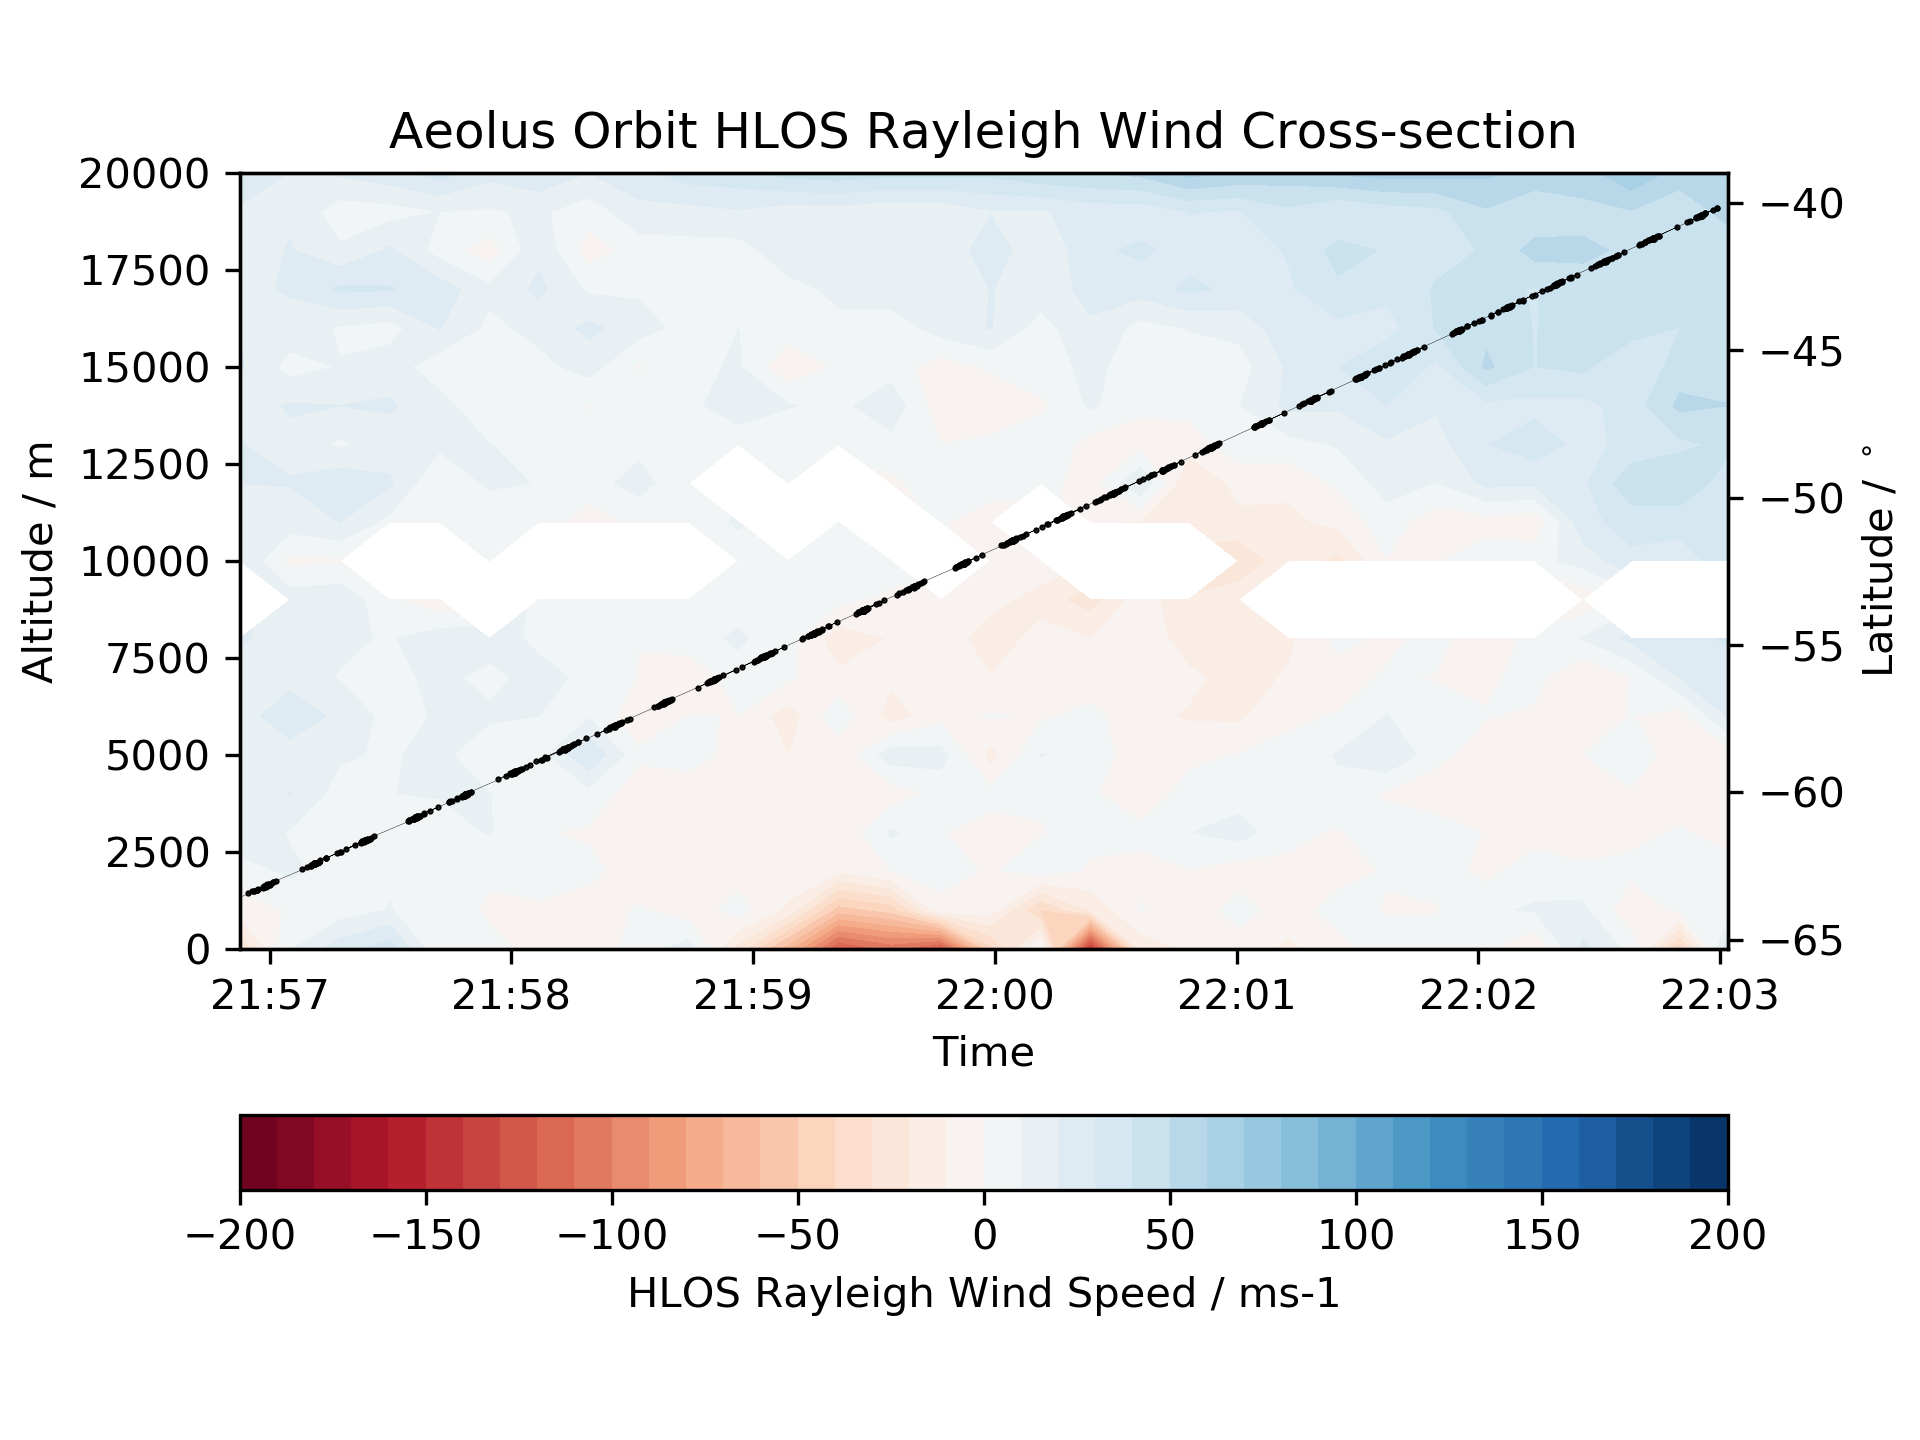 Aeolus Orbit HLOS Rayleigh Wind Cross-section
20000
17500
15000
12500
10000
7500
5000
2500
0
Altitude / m
−40
−45
−50
−55
−60
−65
Latitude / °
21:57 21:58 21:59 22:00 22:01 22:02 22:03
Time
−200 −150 −100 −50 0 50 100 150 200
HLOS Rayleigh Wind Speed / ms-1